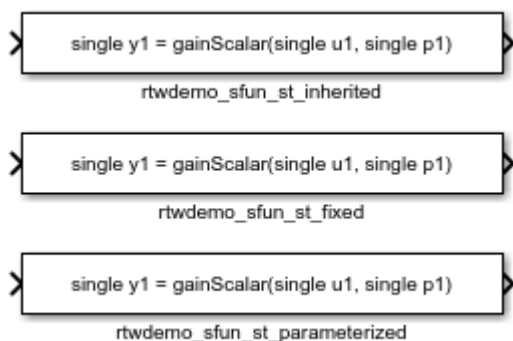 single y1 = gainScalar(single u1, single p1)
rtwdemo_sfun_st_inherited
single y1 = gainScalar(single u1, single p1)
rtwdemo_sfun_st_fixed
single y1 = gainScalar(single u1, single p1)
rtwdemo_sfun_st_parameterized